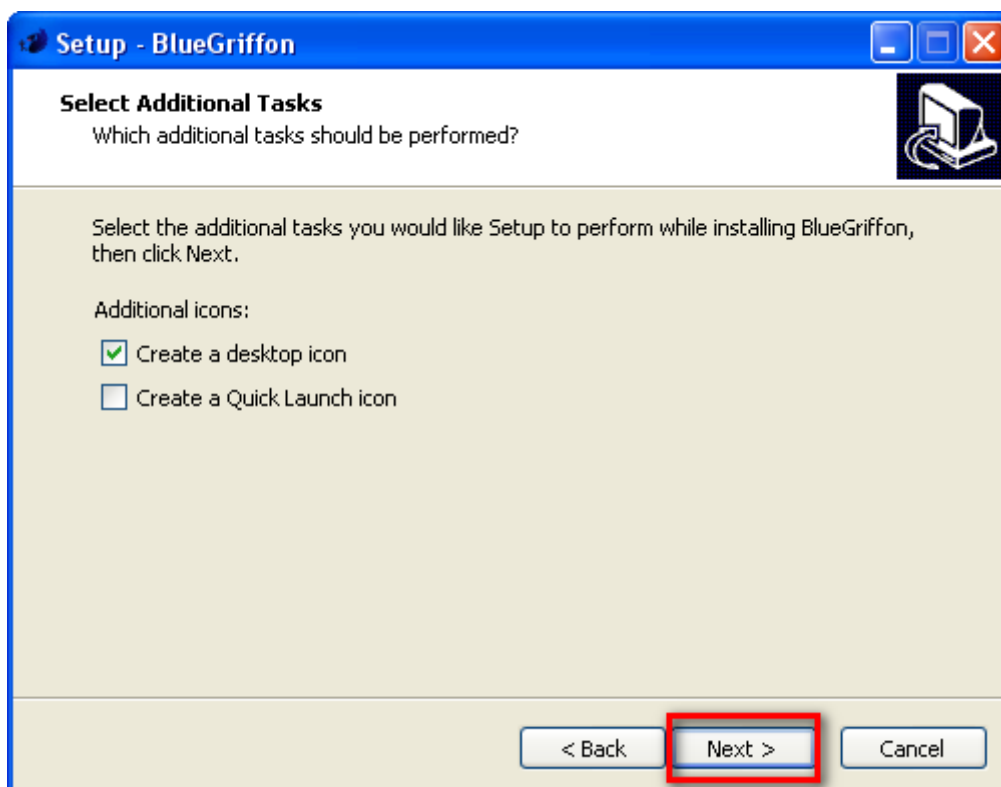 Setup - BlueGriffon
Select Additional Tasks
Which additional tasks should be performed?
Select the additional tasks you would like Setup to perform while installing BlueGriffon,
then click Next.
Additional icons:
Create a desktop icon
Create a Quick Launch icon
< Back Next > Cancel